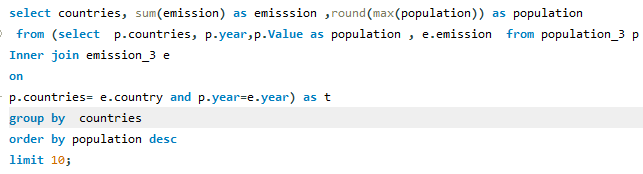 select countries, sum(emission) as emisssion ,round(max(population)) as population
from (select  p.countries, p.year,p.Value as population , e.emission  from population_3 p
Inner join emission_3 e
on
p.countries= e.country and p.year=e.year) as t
group by  countries
order by population desc
limit 10;